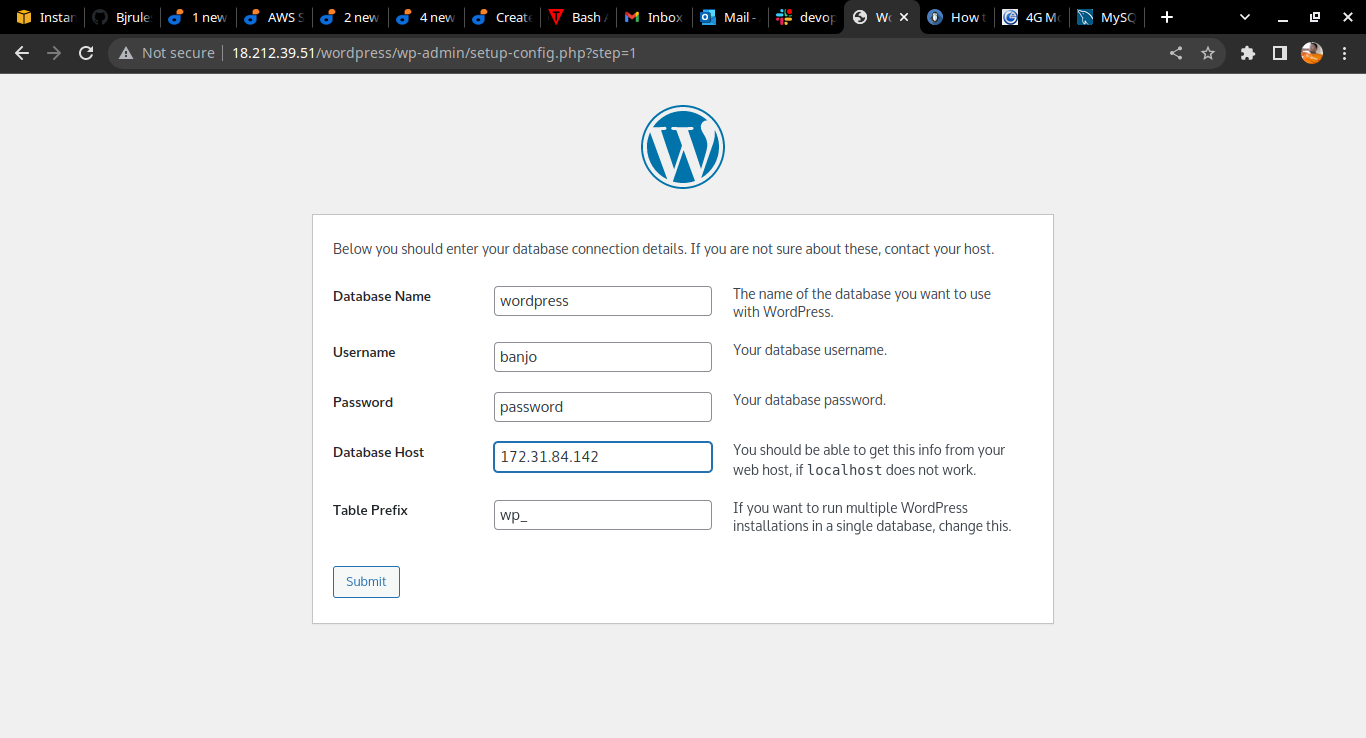 Instar
Bjrule
1 new
AWS S
2 new
4 new
Create
Bash
Inbox
Mail -
devop
Wo
How t
4G Mo
MySQ
Not secure 18.212.39.51/wordpress/wp-admin/setup-config.php?step=1
Below you should enter your database connection details. If you are not sure about these, contact your host.
Database Name
wordpress
The name of the database you want to use
with WordPress.
Username
banjo
Your database username.
Password
password
Your database password.
Database Host
172.31.84.142
You should be able to get this info from your
web host, if localhost does not work.
Table Prefix
wp_
If you want to run multiple WordPress
installations in a single database, change this.
Submit